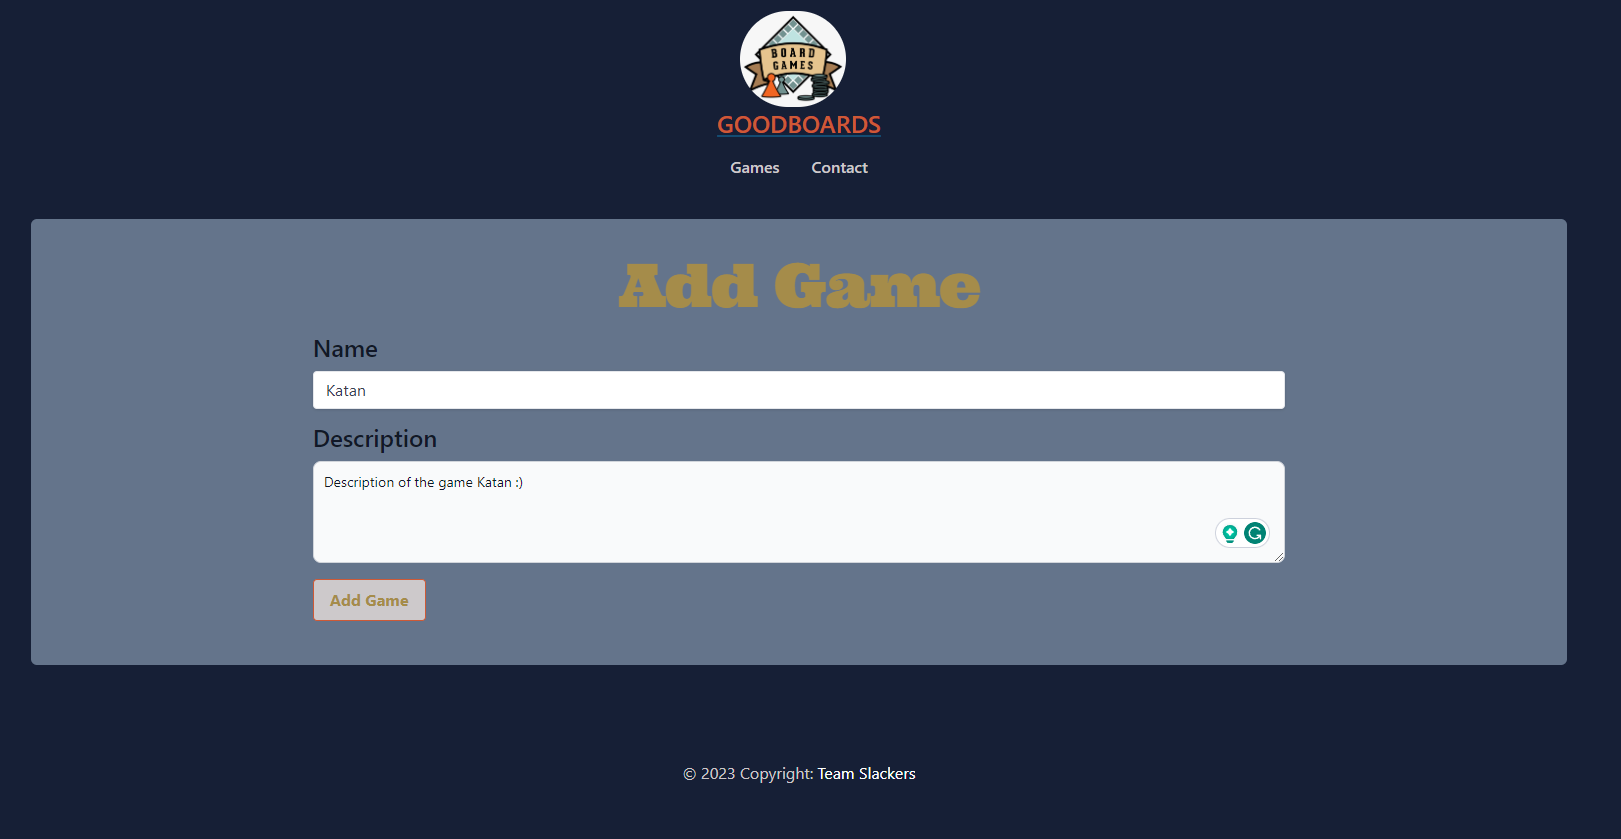 BOARD
GAMES
GOODBOARDS
Games Contact
Add Game
Name
Katan
Description
Description of the game Katan :)
Add Game
© 2023 Copyright: Team Slackers